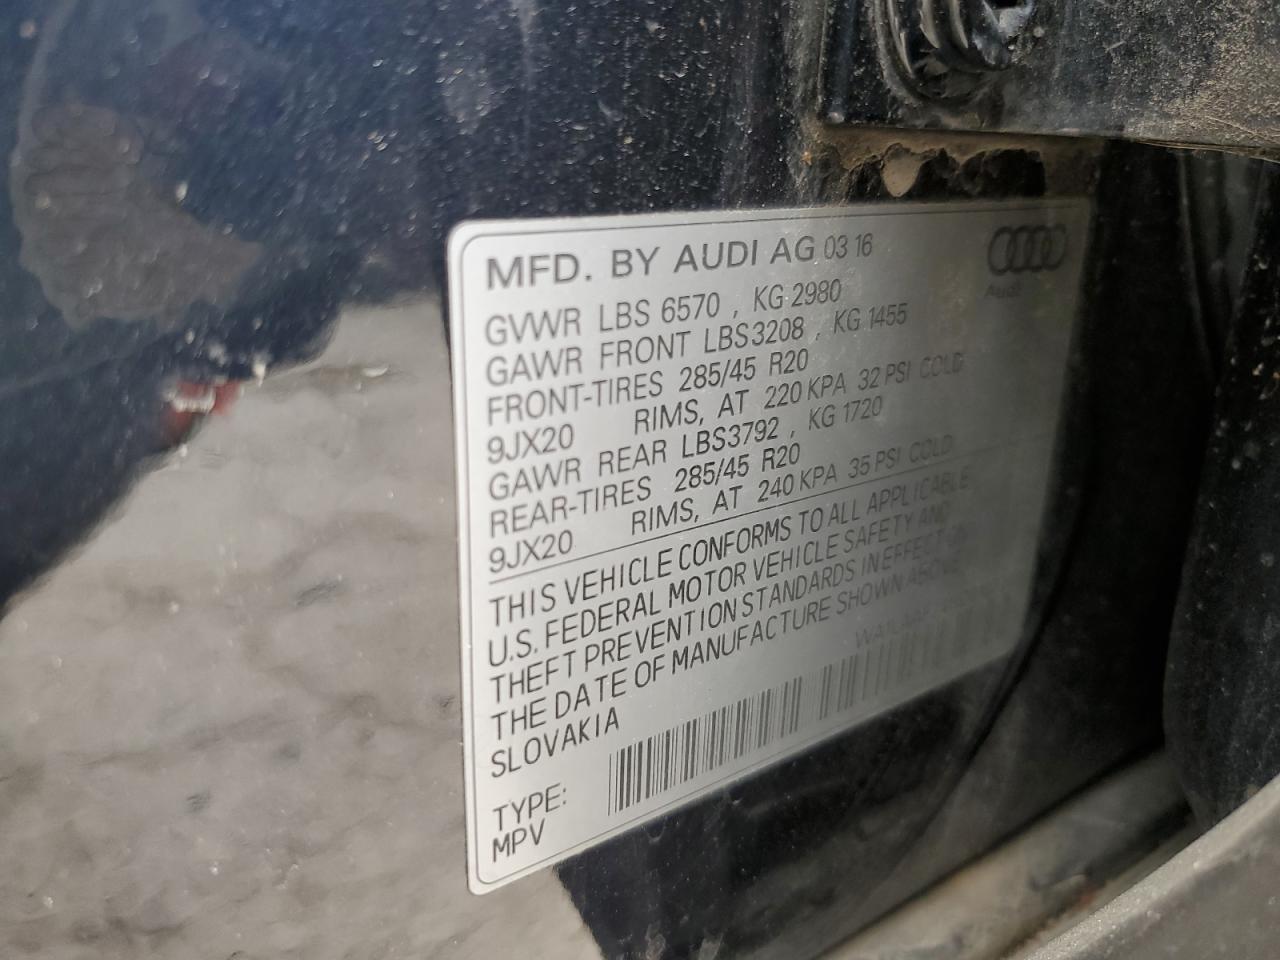 MFD. BY AUDI AG 03 16
Audi
GVWR LBS 6570 , KG 2980
GAWR FRONT LBS3208 , KG 1455
FRONT-TIRES 285/45 R20
9JX20 RIMS, AT 220 KPA 32 PSI COLD
GAWR REAR LBS3792 , KG 1720
REAR-TIRES 285/45 R20
9JX20 RIMS, AT 240 KPA 35 PSI COLD
THIS VEHICLE CONFORMS TO ALL APPLICABLE
U.S. FEDERAL MOTOR VEHICLE SAFETY AND
THEFT PREVENTION STANDARDS IN EFFECT ON
THE DATE OF MANUFACTURE SHOWN ABOVE
SLOVAKIA
TYPE:
MPV